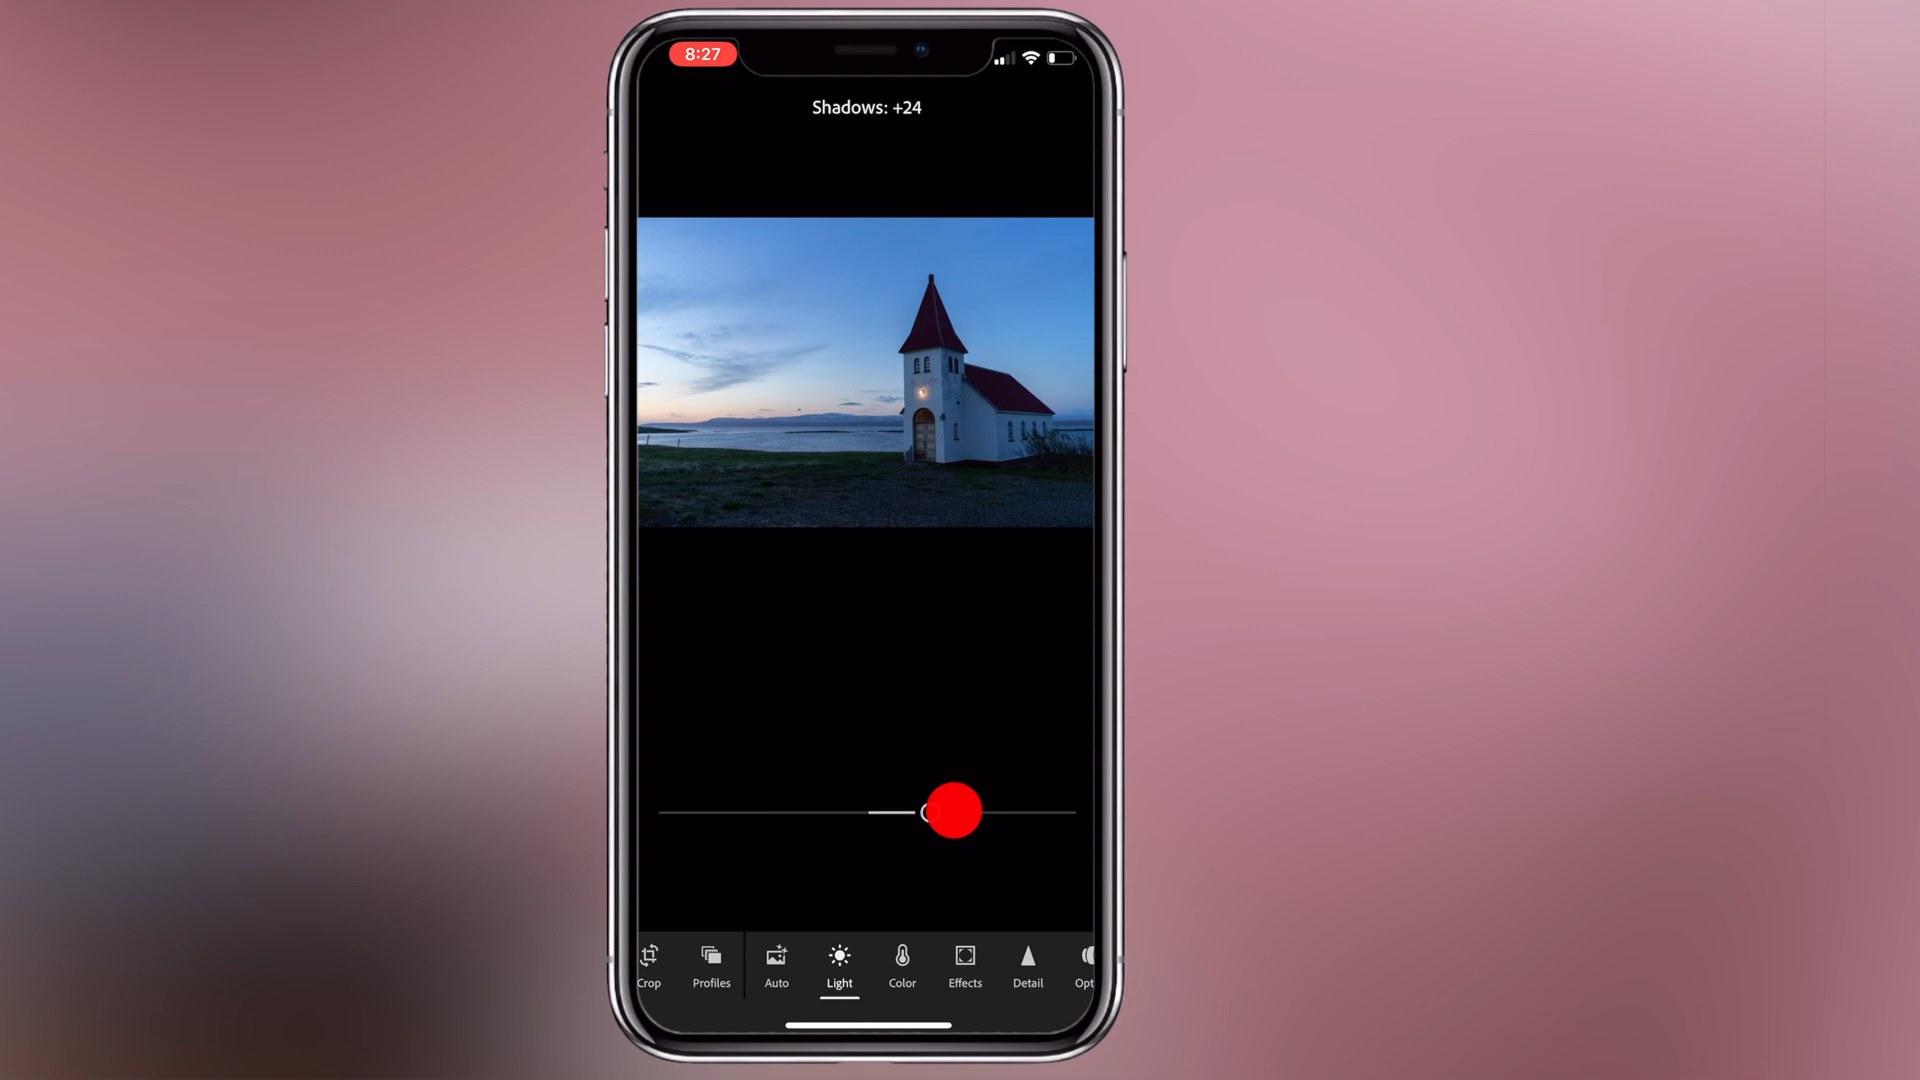 8:27
Shadows: +24
Crop
Profiles
Auto
Light
Color
Effects
Detail
Opt